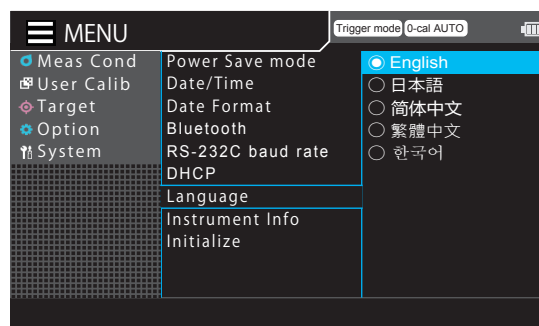 MENU
Trigger mode 0-cal AUTO
Meas Cond
User Calib
Target
Option
System
Power Save mode
Date/Time
Date Format
Bluetooth
RS-232C baud rate
DHCP
Language
Instrument Info
Initialize
English
日本語
简体中文
繁體中文
한국어